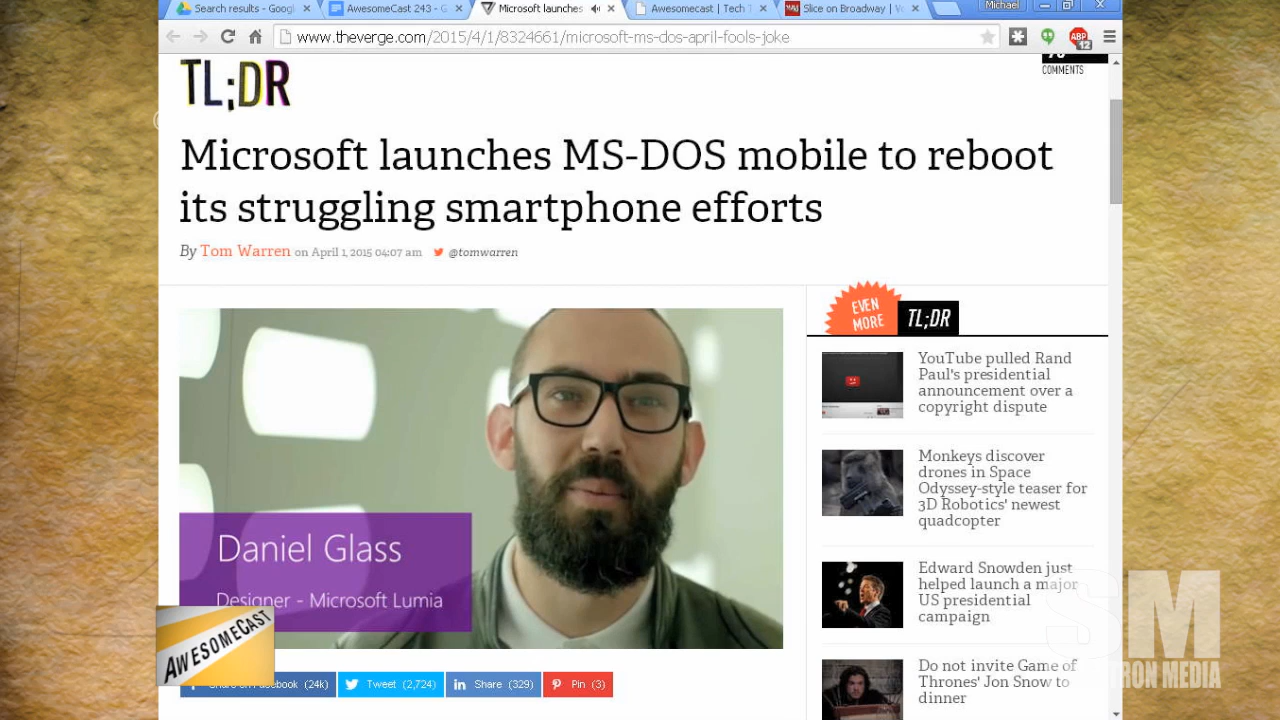 Search results - Googl
AwesomeCast 243 - G
Microsoft launches
Awesomecast | Tech T
Slice on Broadway | V
Michael
www.theverge.com/2015/4/1/8324661/microsoft-ms-dos-april-fools-joke
ABP
12
COMMENTS
TL;DR
Microsoft launches MS-DOS mobile to reboot
its struggling smartphone efforts
By Tom Warren on April 1, 2015 04:07 am @tomwarren
EVEN
MORE
TL;DR
YouTube pulled Rand
Paul's presidential
announcement over a
copyright dispute
Monkeys discover
drones in Space
Odyssey-style teaser for
3D Robotics' newest
quadcopter
Edward Snowden just
helped launch a major
US presidential
campaign
Do not invite Game of
Thrones' Jon Snow to
dinner
Daniel Glass
Designer - Microsoft Lumia
AWESOMECAST
Share on Facebook (24k)
Tweet (2,724)
Share (329)
Pin (3)
SM
TRON MEDIA